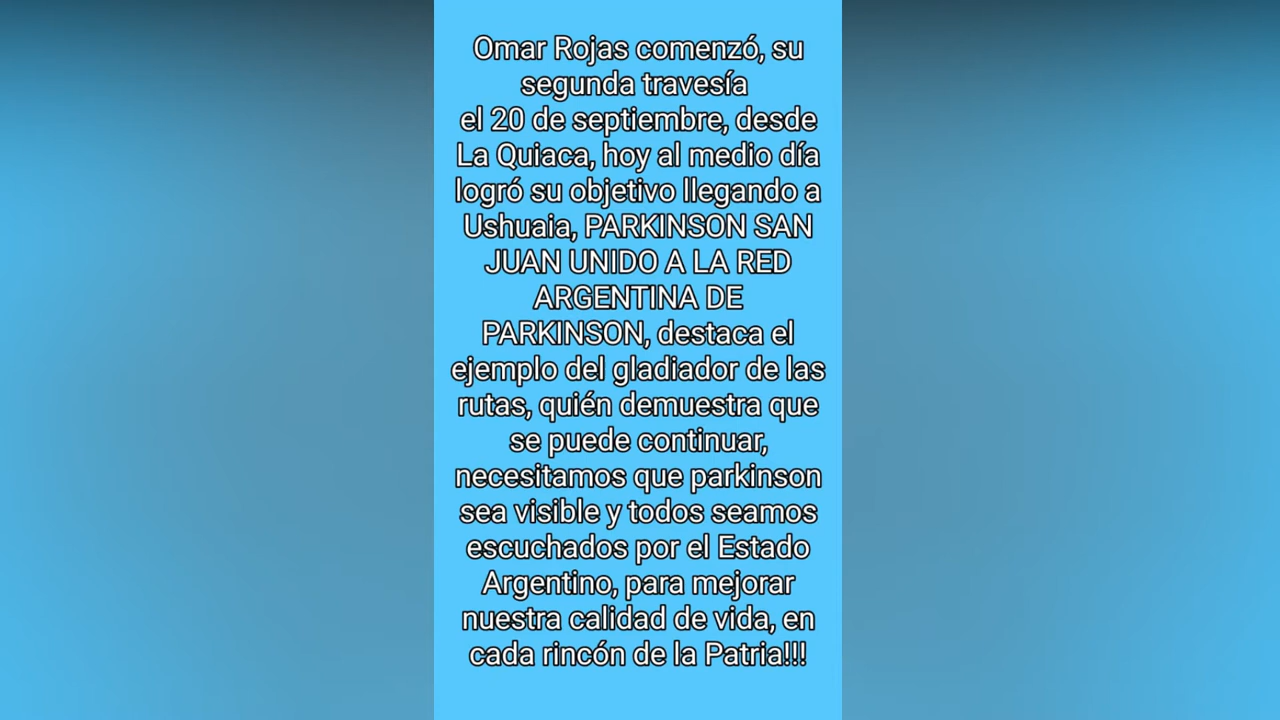 Omar Rojas comenzó, su
segunda travesía
el 20 de septiembre, desde
La Quiaca, hoy al medio día
logró su objetivo llegando a
Ushuaia, PARKINSON SAN
JUAN UNIDO A LA RED
ARGENTINA DE
PARKINSON, destaca el
ejemplo del gladiador de las
rutas, quién demuestra que
se puede continuar,
necesitamos que parkinson
sea visible y todos seamos
escuchados por el Estado
Argentino, para mejorar
nuestra calidad de vida, en
cada rincón de la Patria!!!